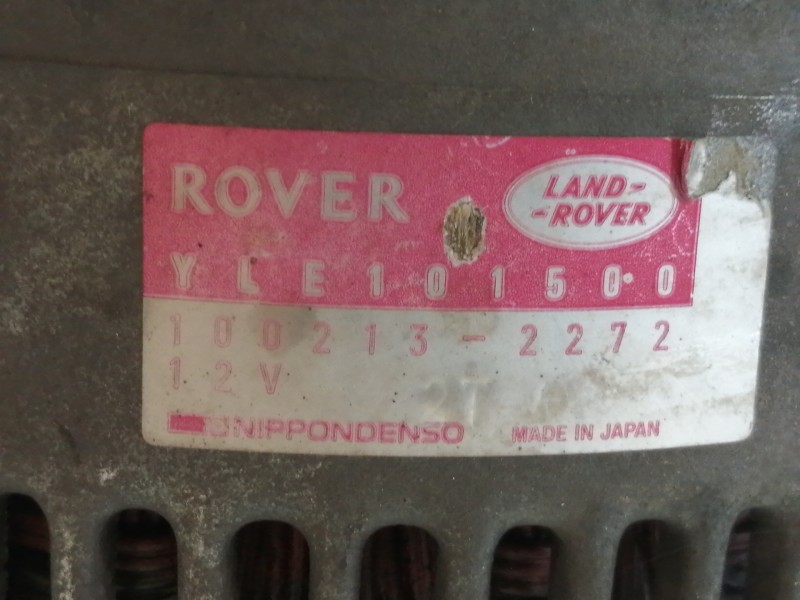 ROVER
LAND-
-ROVER
YLE101500
100213-2272
12V
NIPPONDENSO MADE IN JAPAN